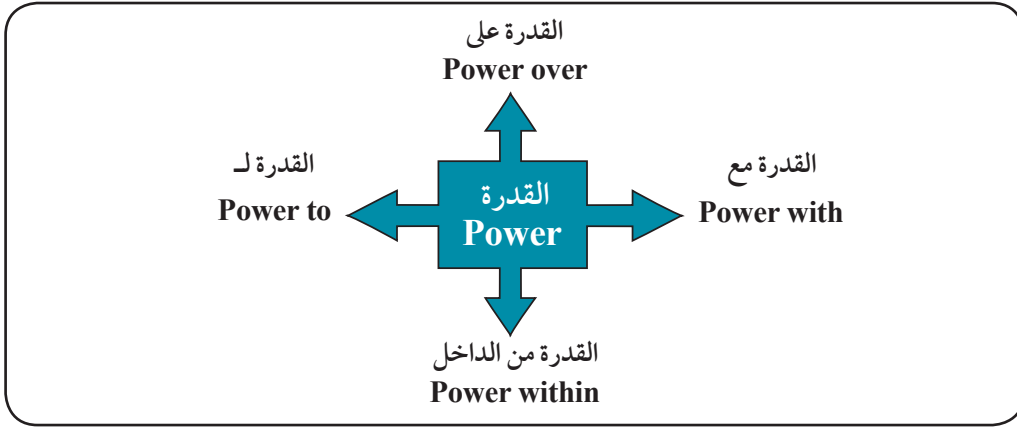 القدرة على
Power over
القدرة مع
Power with
القدرة
Power
القدرة لـ
Power to
القدرة من الداخل
Power within